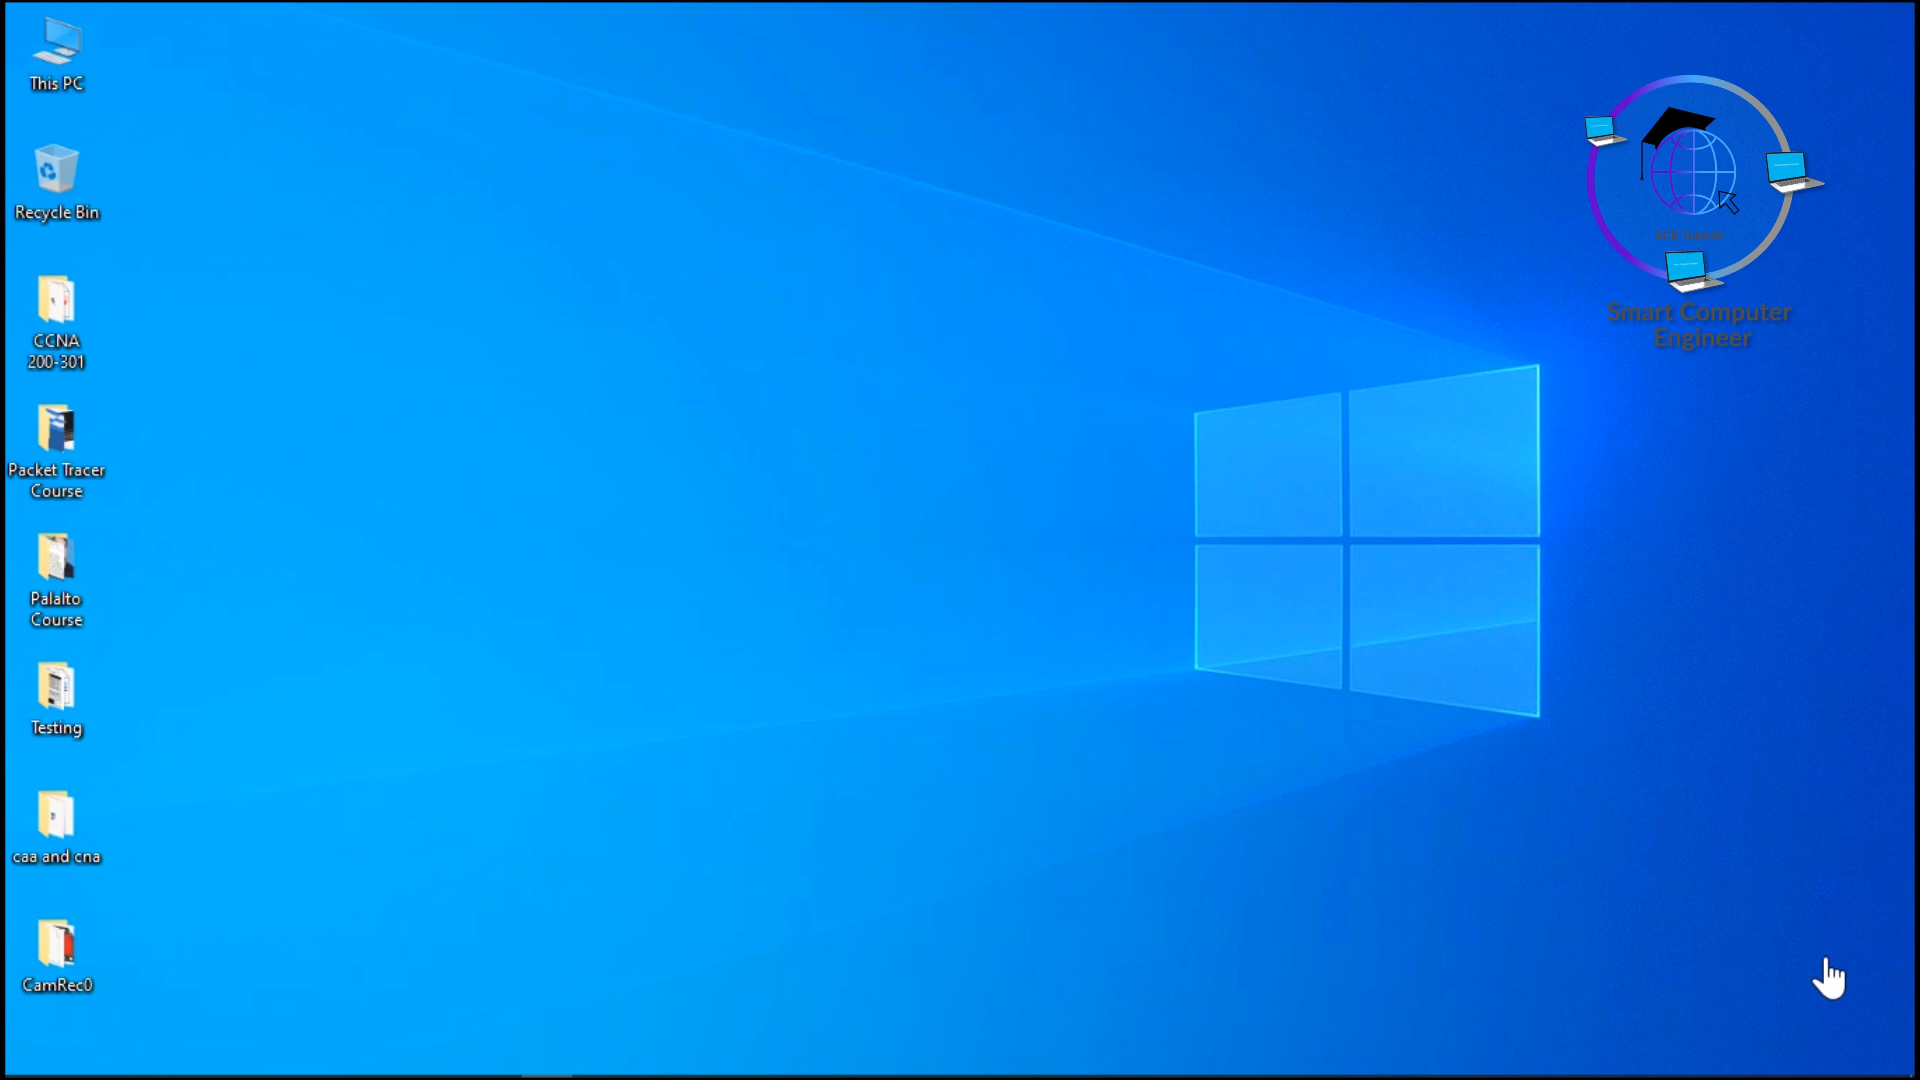 This PC
Recycle Bin
CCNA
200-301
Packet Tracer
Course
Palalto
Course
Testing
caa and cna
CamRec0
SCE Tutorial
Smart Computer
Engineer